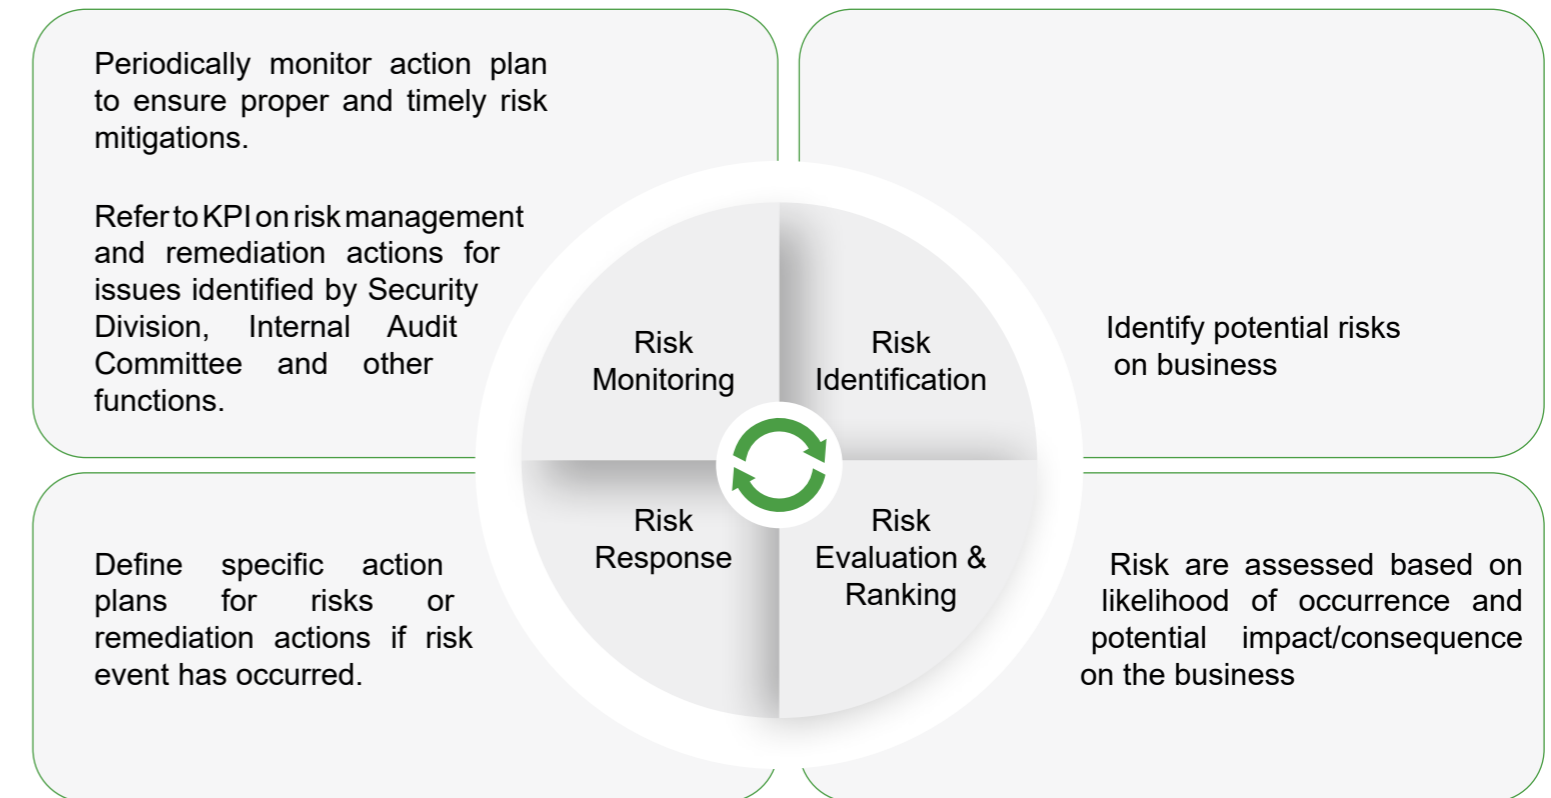 Periodically monitor action plan
to ensure proper and timely risk
mitigations.
Refer to KPI on risk management
and remediation actions for
issues identified by Security
Division, Internal Audit
Committee and other
functions.
Risk
Monitoring
Risk
Identification
Identify potential risks
on business
Define specific action
plans for risks or
remediation actions if risk
event has occurred.
Risk
Response
Risk
Evaluation &
Ranking
Risk are assessed based on
likelihood of occurrence and
potential impact/consequence
on the business